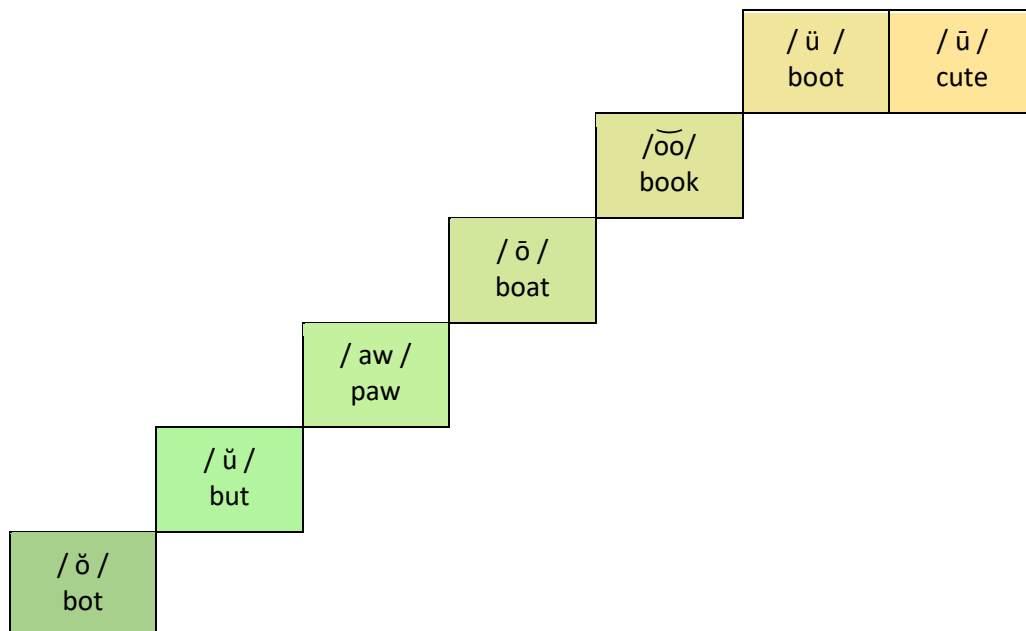 / ü /
boot
/ ū /
cute
/o͝o/
book
/ ō /
boat
/ aw /
paw
/ ŭ /
but
/ ŏ /
bot